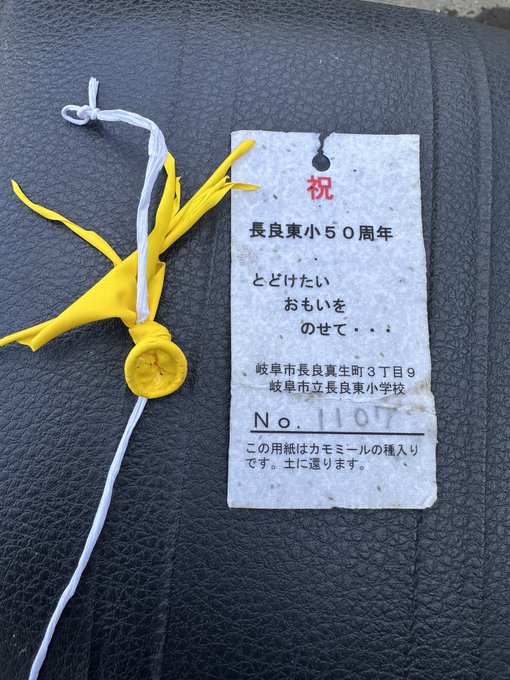 祝
長良東小50周年
とどけたい
おもいを
のせて・・・
岐阜市長良真生町3丁目9
岐阜市立長良東小学校
No. 1107
この用紙はカモミールの種入り
です。土に還ります。